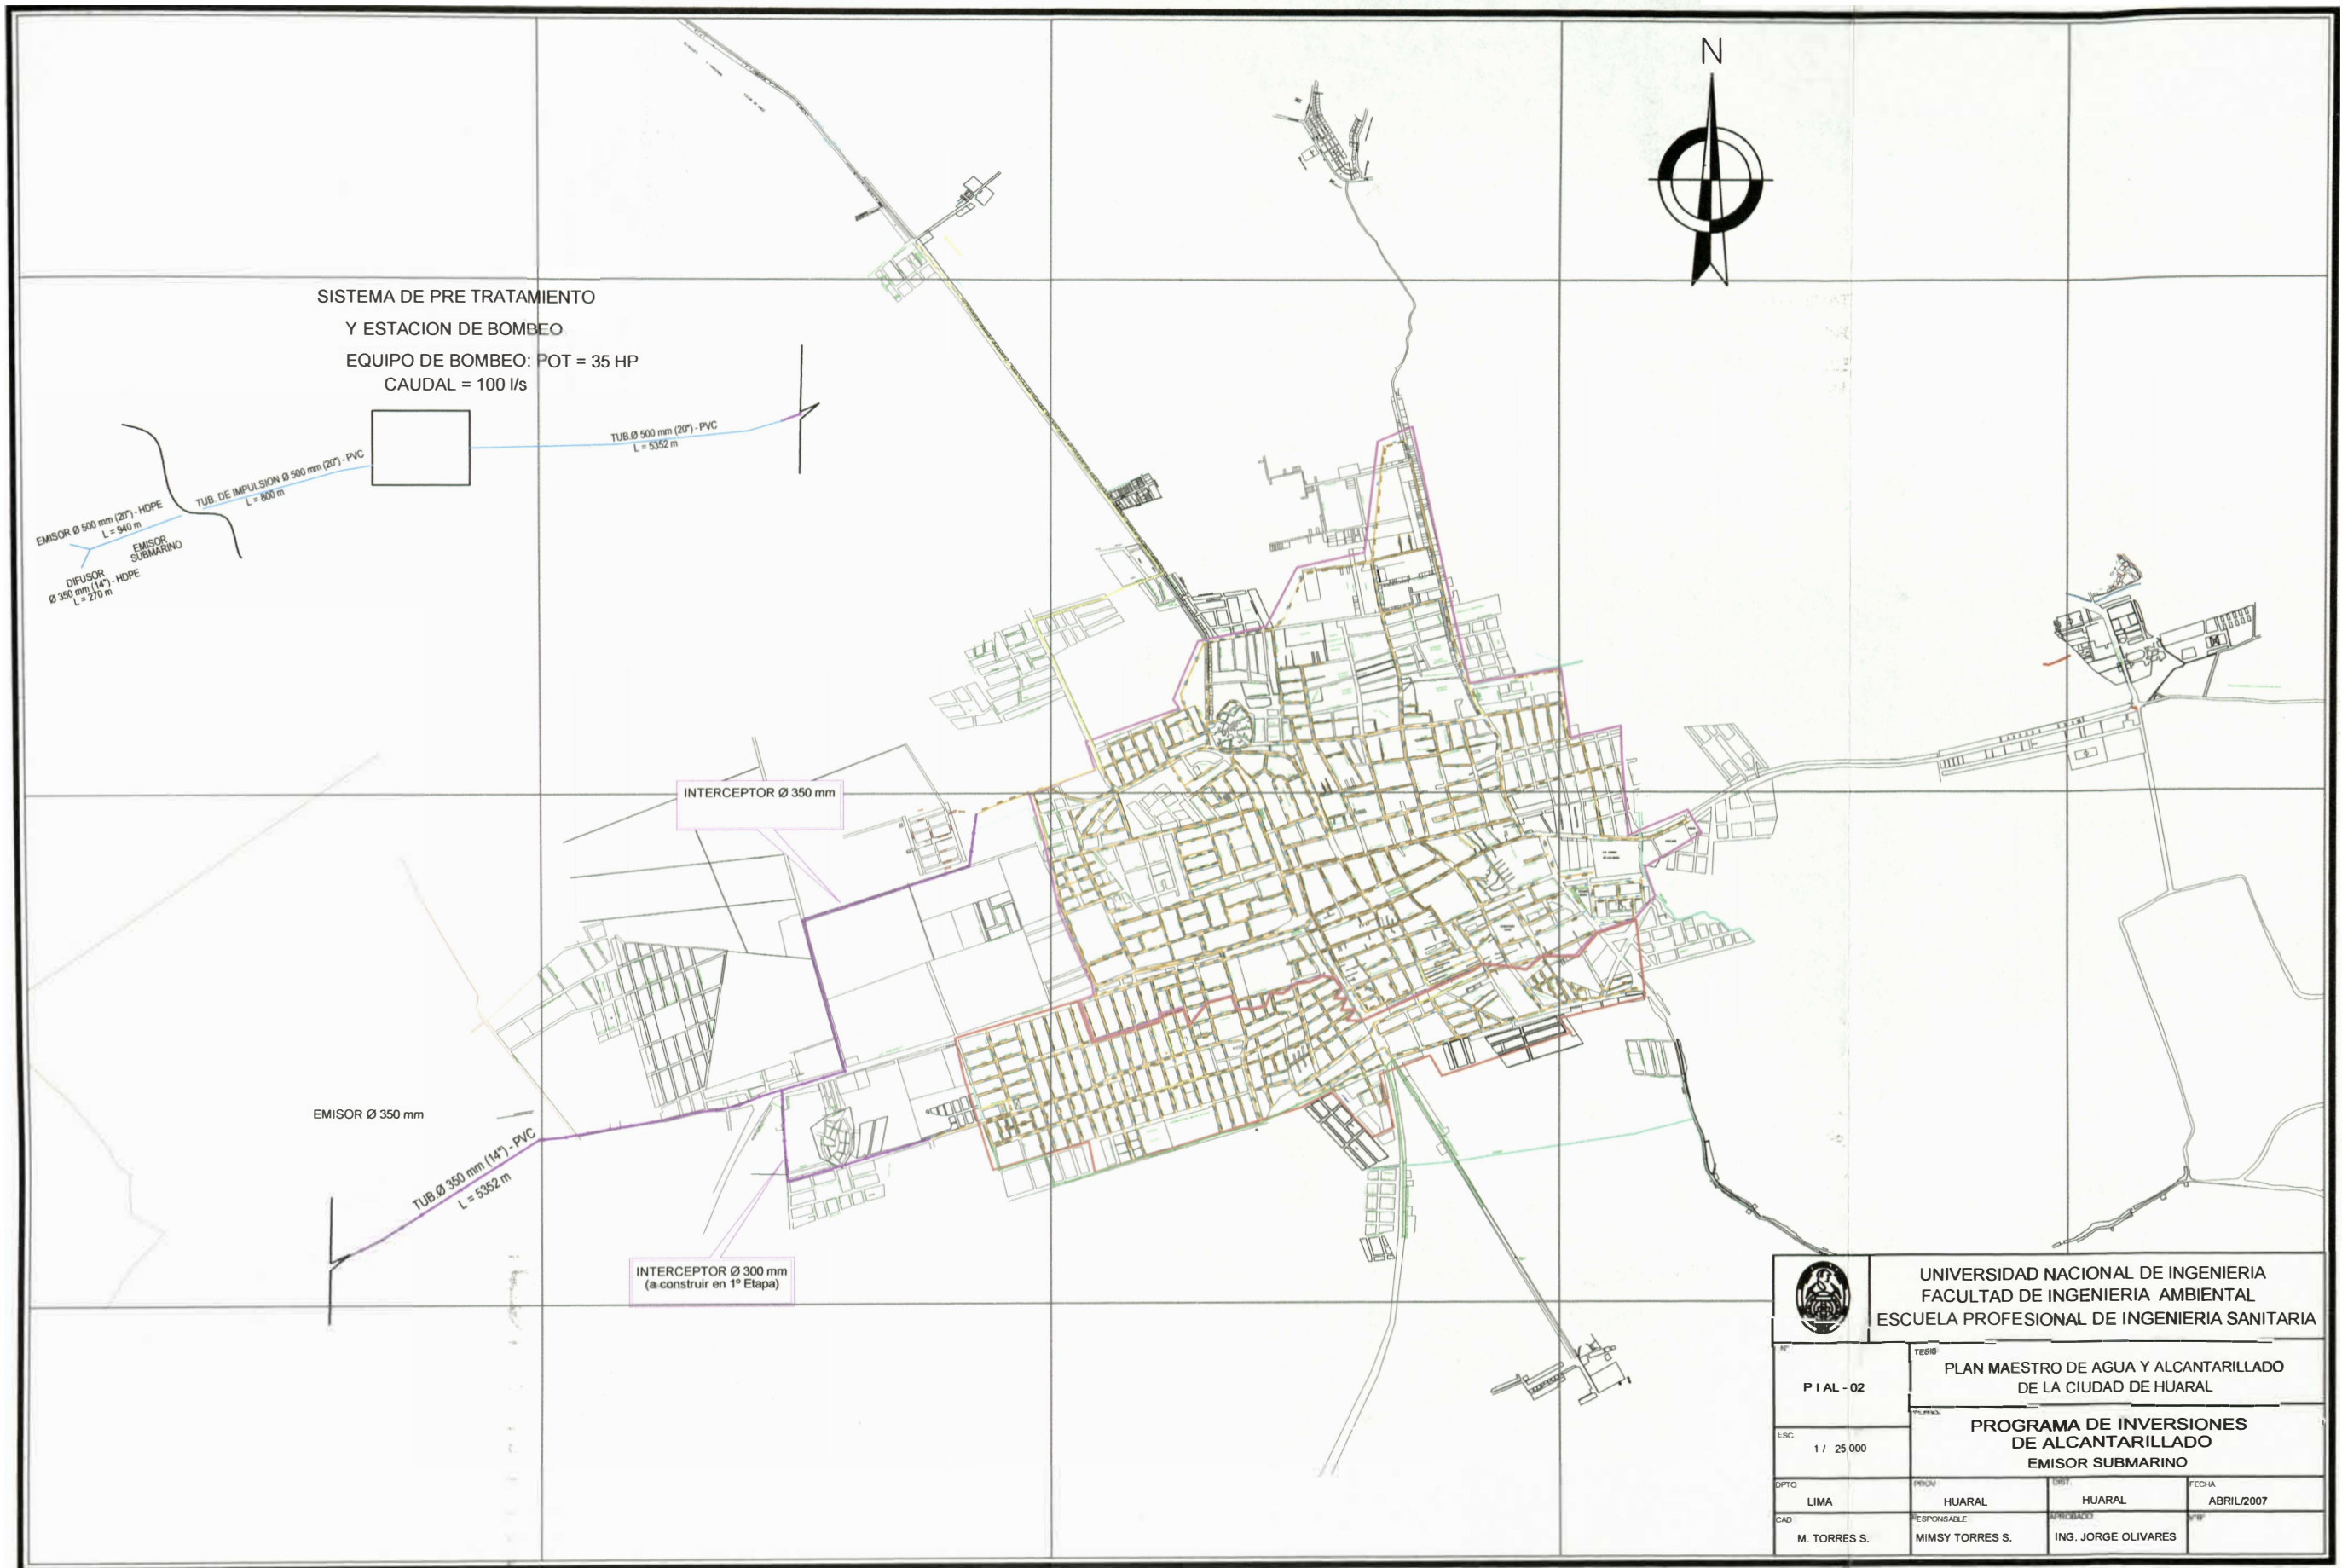 N
SISTEMA DE PRE TRATAMIENTO
Y ESTACION DE BOMBEO
EQUIPO DE BOMBEO: POT = 35 HP
CAUDAL = 100 l/s
TUB.Ø 500 mm (20") - PVC
L = 5352 m
TUB. DE IMPULSION Ø 500 mm (20") - PVC
L = 800 m
EMISOR Ø 500 mm (20") - HDPE
L = 940 m
EMISOR
SUBMARINO
DIFUSOR
Ø 350 mm (14") - HDPE
L = 270 m
INTERCEPTOR Ø 350 mm
EMISOR Ø 350 mm
TUB.Ø 350 mm (14") - PVC
L = 5352 m
INTERCEPTOR Ø 300 mm
(a construir en 1º Etapa)
UNIVERSIDAD NACIONAL DE INGENIERIA
FACULTAD DE INGENIERIA AMBIENTAL
ESCUELA PROFESIONAL DE INGENIERIA SANITARIA
Nº
P I AL - 02
TESIS
PLAN MAESTRO DE AGUA Y ALCANTARILLADO
DE LA CIUDAD DE HUARAL
ESC
1 / 25 000
PROGRAMA DE INVERSIONES
DE ALCANTARILLADO
EMISOR SUBMARINO
DPTO
LIMA
PROV
HUARAL
DIST
HUARAL
FECHA
ABRIL/2007
CAD
M. TORRES S.
RESPONSABLE
MIMSY TORRES S.
APROBADO
ING. JORGE OLIVARES